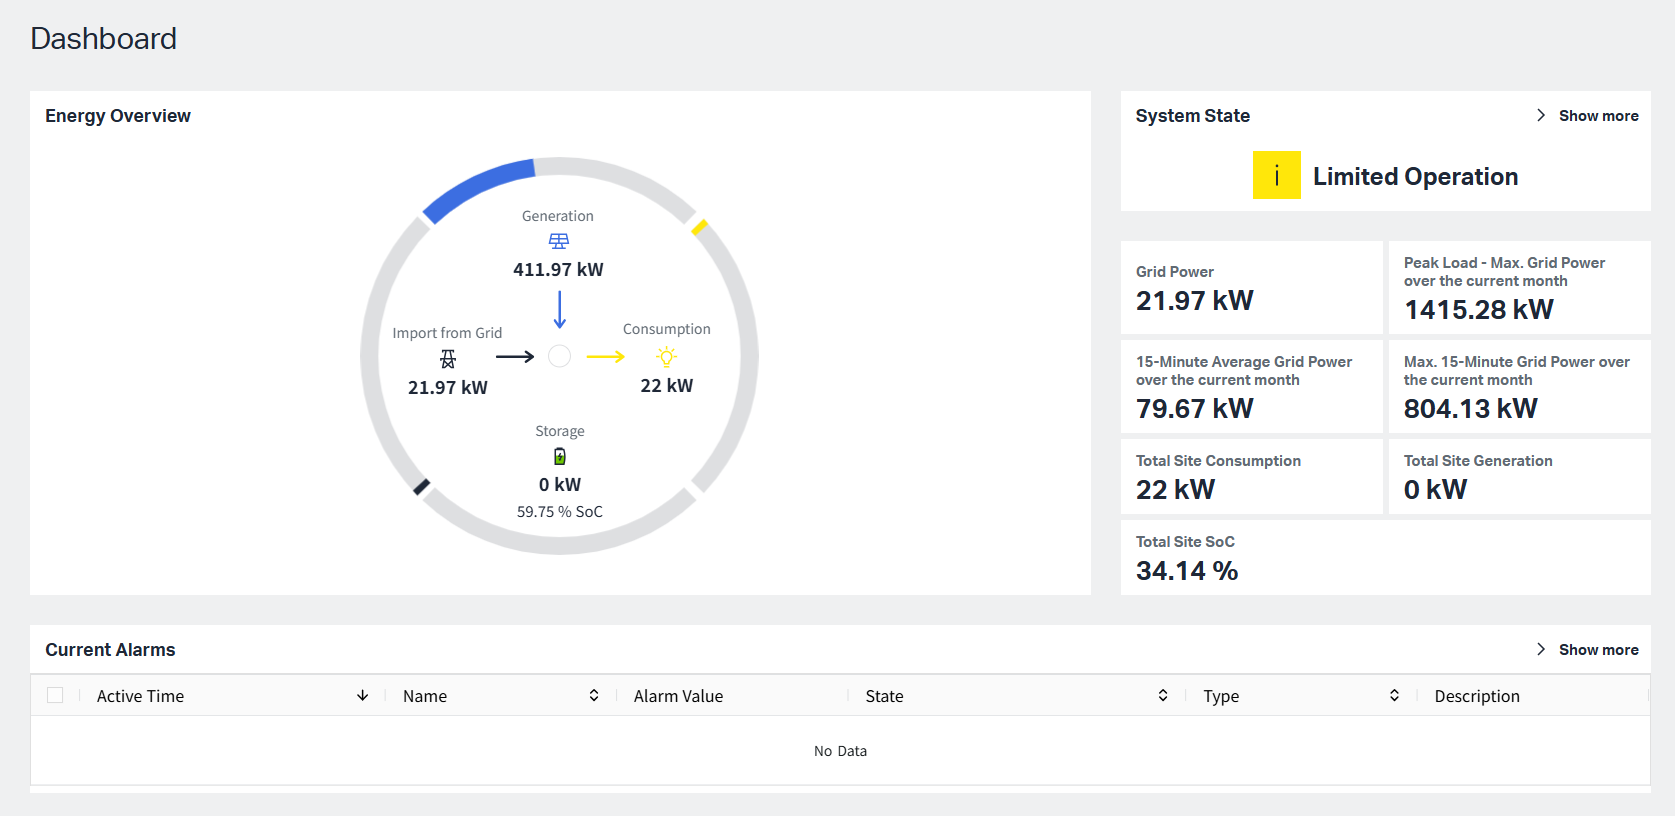 Dashboard
Energy Overview
Generation
411.97 kW
Import from Grid
21.97 kW
Consumption
22 kW
Storage
0 kW
59.75 % SoC
System State
Show more
i
Limited Operation
Grid Power
21.97 kW
Peak Load - Max. Grid Power
over the current month
1415.28 kW
15-Minute Average Grid Power
over the current month
79.67 kW
Max. 15-Minute Grid Power over
the current month
804.13 kW
Total Site Consumption
22 kW
Total Site Generation
0 kW
Total Site SoC
34.14 %
Current Alarms
Show more
Active Time
Name
Alarm Value
State
Type
Description
No Data